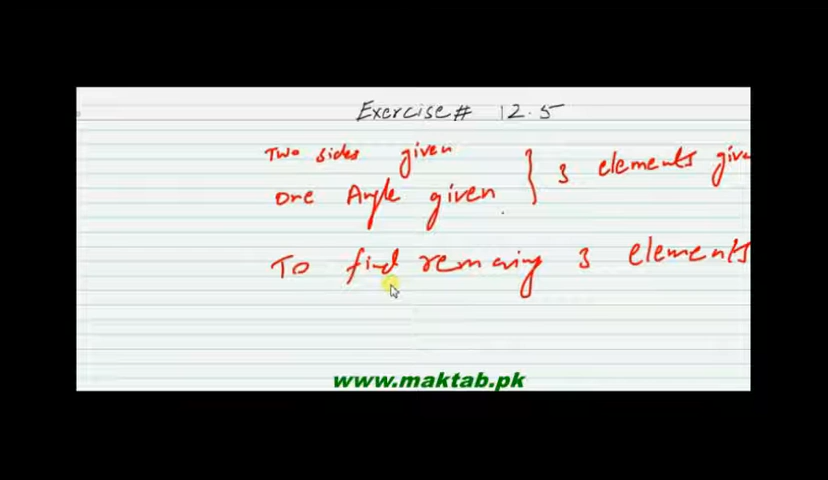 Exercise# 12.5
Two sides given
One Angle given } 3 elements give
To find remaning 3 elements
www.maktab.pk